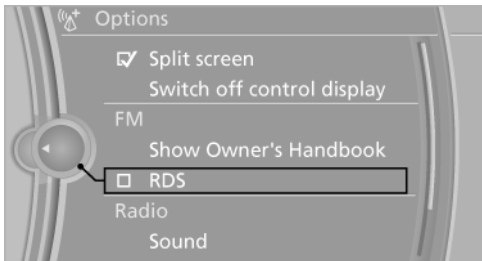 Options
Split screen
Switch off control display
FM
Show Owner's Handbook
RDS
Radio
Sound